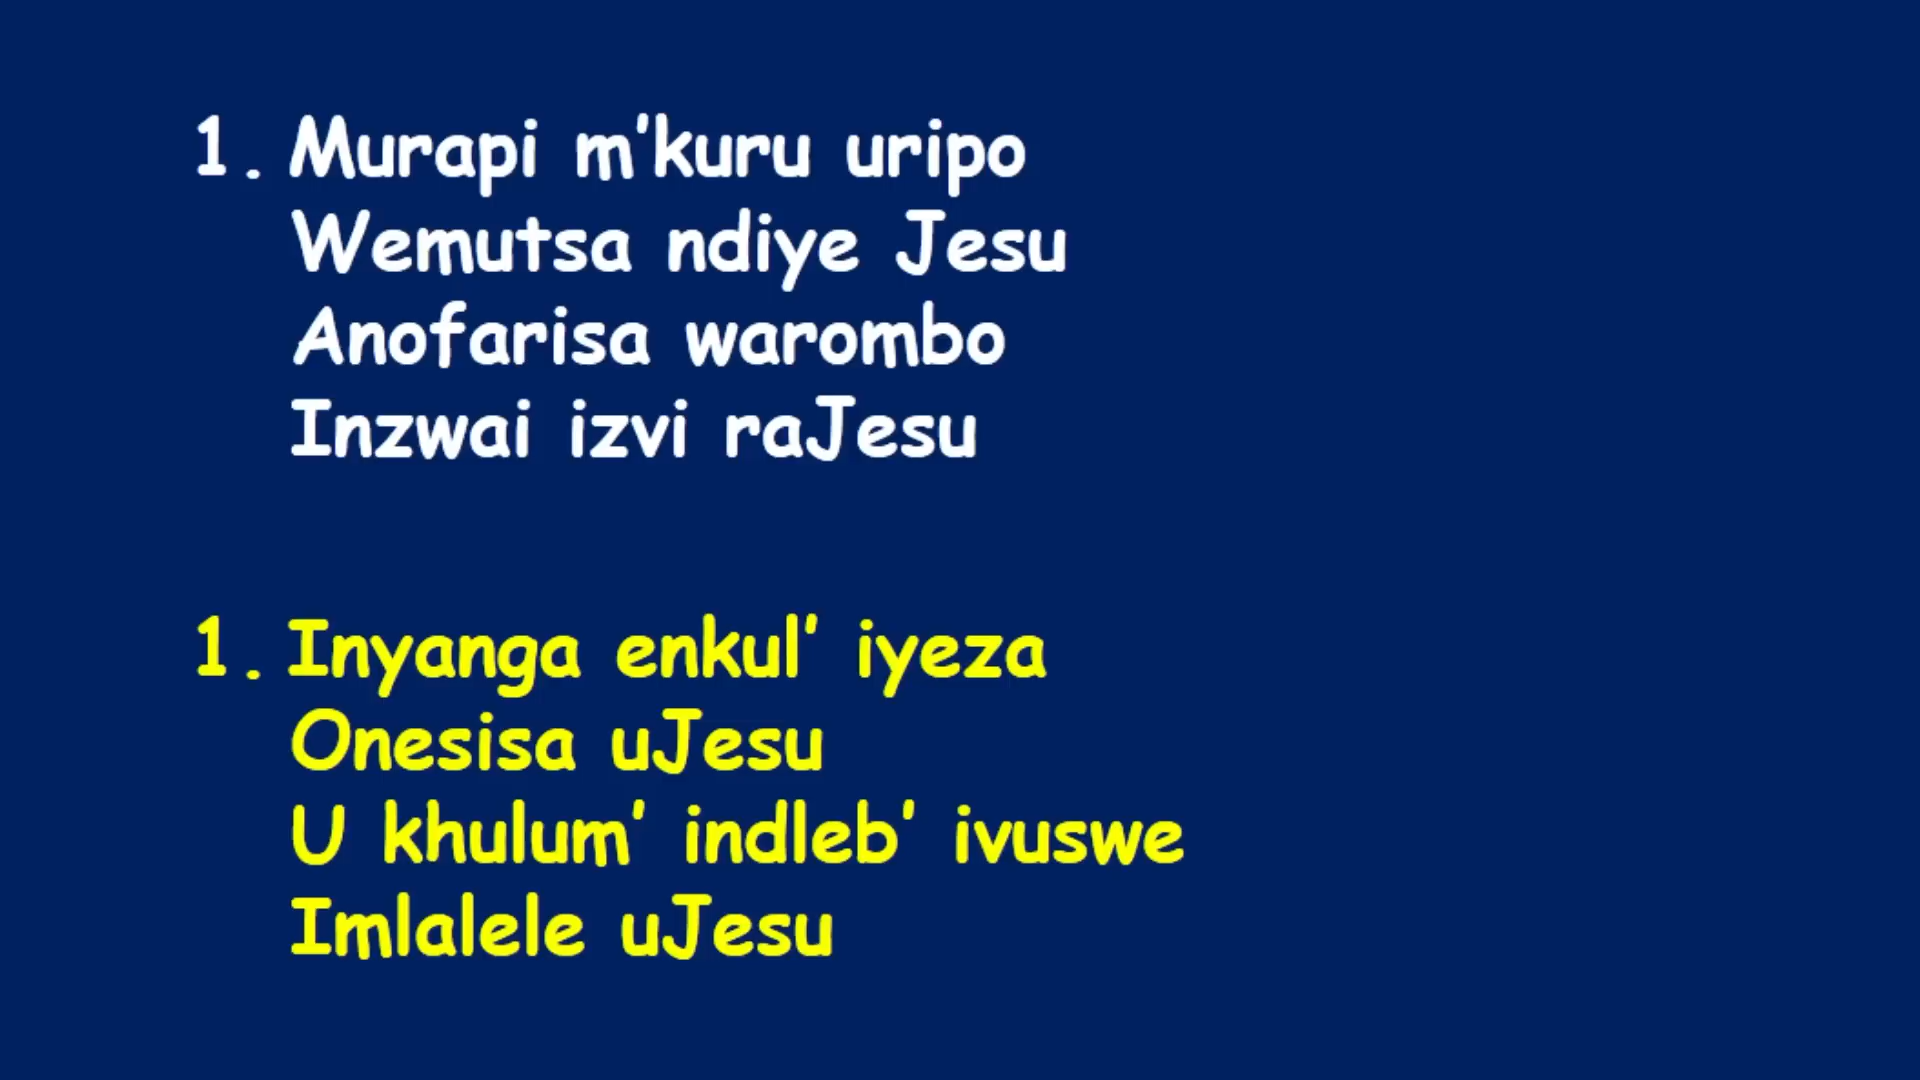 1. Murapi m'kuru uripo
Wemutsa ndiye Jesu
Anofarisa warombo
Inzwai izvi raJesu
1. Inyanga enkul' iyeza
Onesisa uJesu
U khulum' indleb' ivuswe
Imlalele uJesu